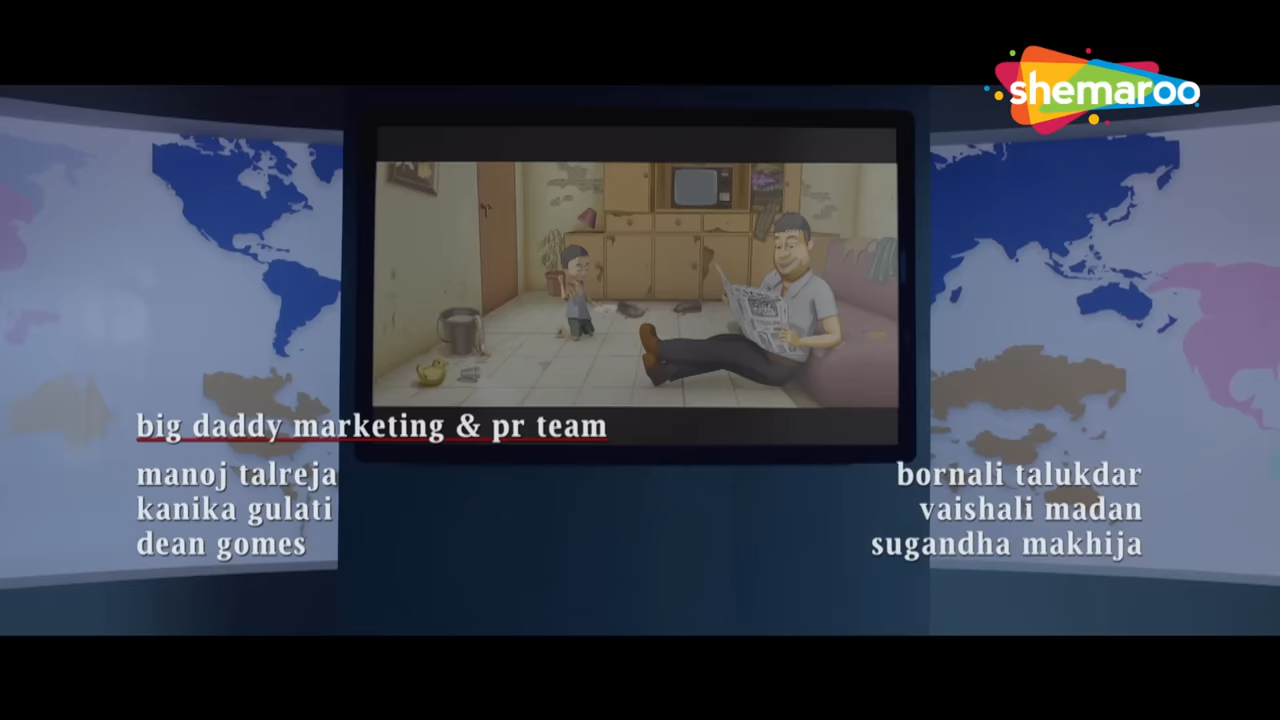 shemaroo
big daddy marketing & pr team
manoj talreja
kanika gulati
dean gomes
bornali talukdar
vaishali madan
sugandha makhija